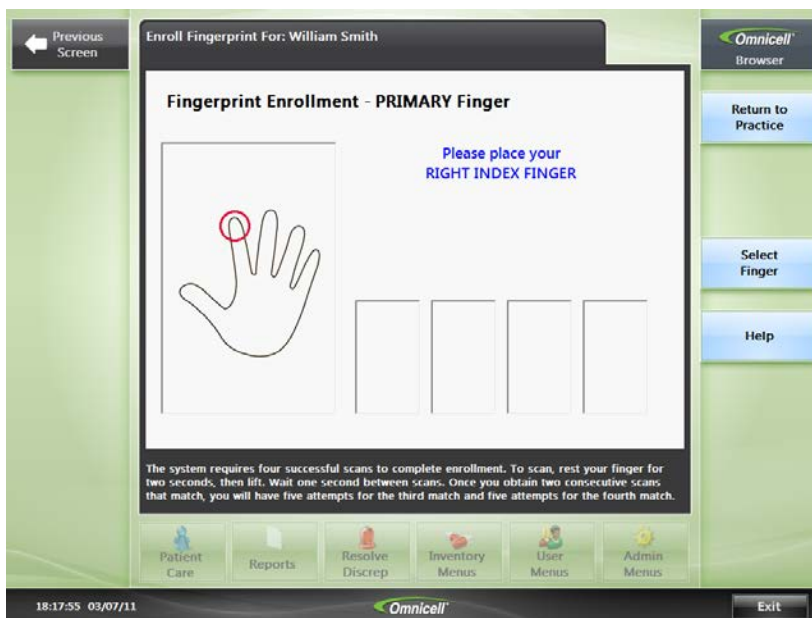 Previous
Screen
Enroll Fingerprint For: William Smith
Omnicell
Browser
Fingerprint Enrollment - PRIMARY Finger
Return to
Practice
Please place your
RIGHT INDEX FINGER
Select
Finger
Help
The system requires four successful scans to complete enrollment. To scan, rest your finger for
two seconds, then lift. Wait one second between scans. Once you obtain two consecutive scans
that match, you will have five attempts for the third match and five attempts for the fourth match.
Patient
Care
Reports
Resolve
Discrep
Inventory
Menus
User
Menus
Admin
Menus
18:17:55 03/07/11
Omnicell
Exit